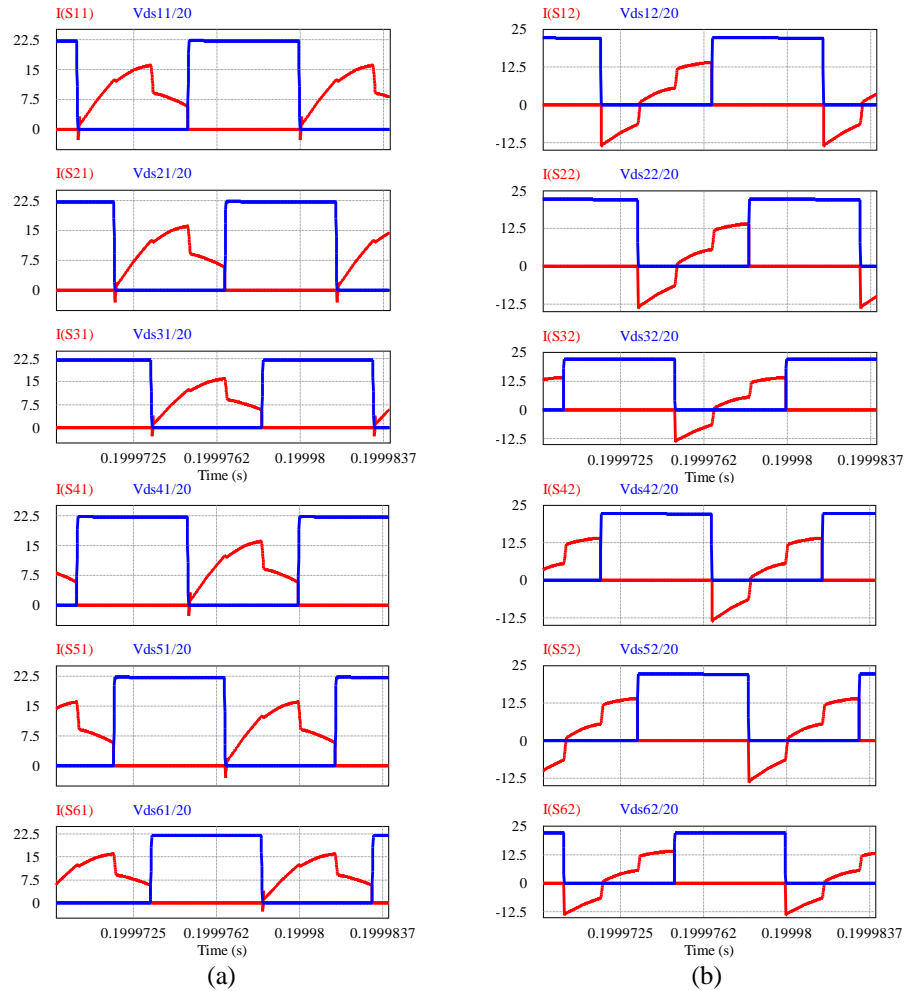 I(S11) Vds11/20
22.5
15
7.5
0
I(S21) Vds21/20
22.5
15
7.5
0
I(S31) Vds31/20
22.5
15
7.5
0
0.1999725 0.1999762 0.19998 0.1999837
Time (s)
I(S41) Vds41/20
22.5
15
7.5
0
I(S51) Vds51/20
22.5
15
7.5
0
I(S61) Vds61/20
22.5
15
7.5
0
0.1999725 0.1999762 0.19998 0.1999837
Time (s)
(a)
I(S12) Vds12/20
25
12.5
0
-12.5
I(S22) Vds22/20
25
12.5
0
-12.5
I(S32) Vds32/20
25
12.5
0
-12.5
0.1999725 0.1999762 0.19998 0.1999837
Time (s)
I(S42) Vds42/20
25
12.5
0
-12.5
I(S52) Vds52/20
25
12.5
0
-12.5
I(S62) Vds62/20
25
12.5
0
-12.5
0.1999725 0.1999762 0.19998 0.1999837
Time (s)
(b)